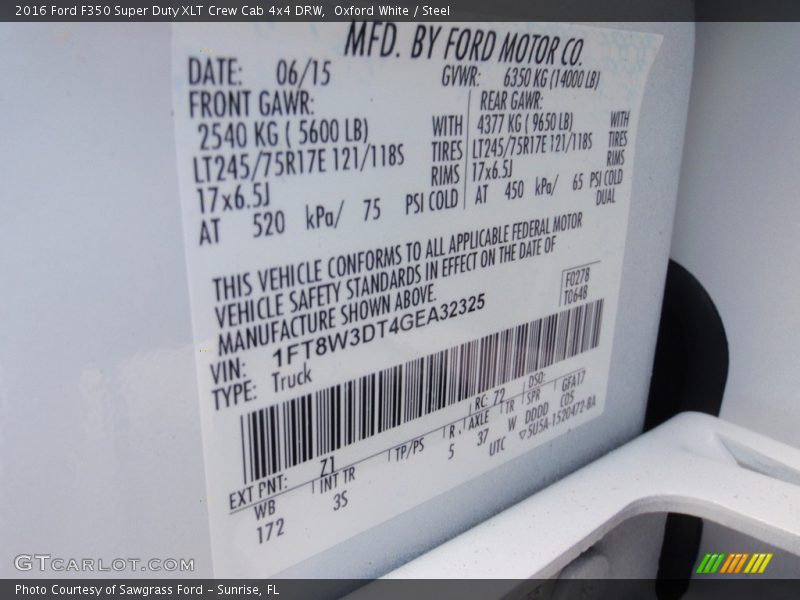 2016 Ford F350 Super Duty XLT Crew Cab 4x4 DRW, Oxford White / Steel
MFD. BY FORD MOTOR CO.
DATE: 06/15 GVWR: 6350 KG (14000 LB)
FRONT GAWR: REAR GAWR:
2540 KG ( 5600 LB) WITH 4377 KG ( 9650 LB) WITH
LT245/75R17E 121/118S TIRES LT245/75R17E 121/118S TIRES
17x6.5J RIMS 17x6.5J RIMS
AT 520 kPa/ 75 PSI COLD AT 450 kPa/ 65 PSI COLD
DUAL
THIS VEHICLE CONFORMS TO ALL APPLICABLE FEDERAL MOTOR
VEHICLE SAFETY STANDARDS IN EFFECT ON THE DATE OF
MANUFACTURE SHOWN ABOVE.
F0278
T0648
VIN: 1FT8W3DT4GEA32325
TYPE: Truck
EXT PNT: Z1 RC: 72 DSO:
WB INT TR TP/PS R AXLE TR SPR GFA17
172 3S 5 37 W DDDD COS
UTC ▽5U5A-1520472-BA
GTCARLOT.COM
Photo Courtesy of Sawgrass Ford - Sunrise, FL